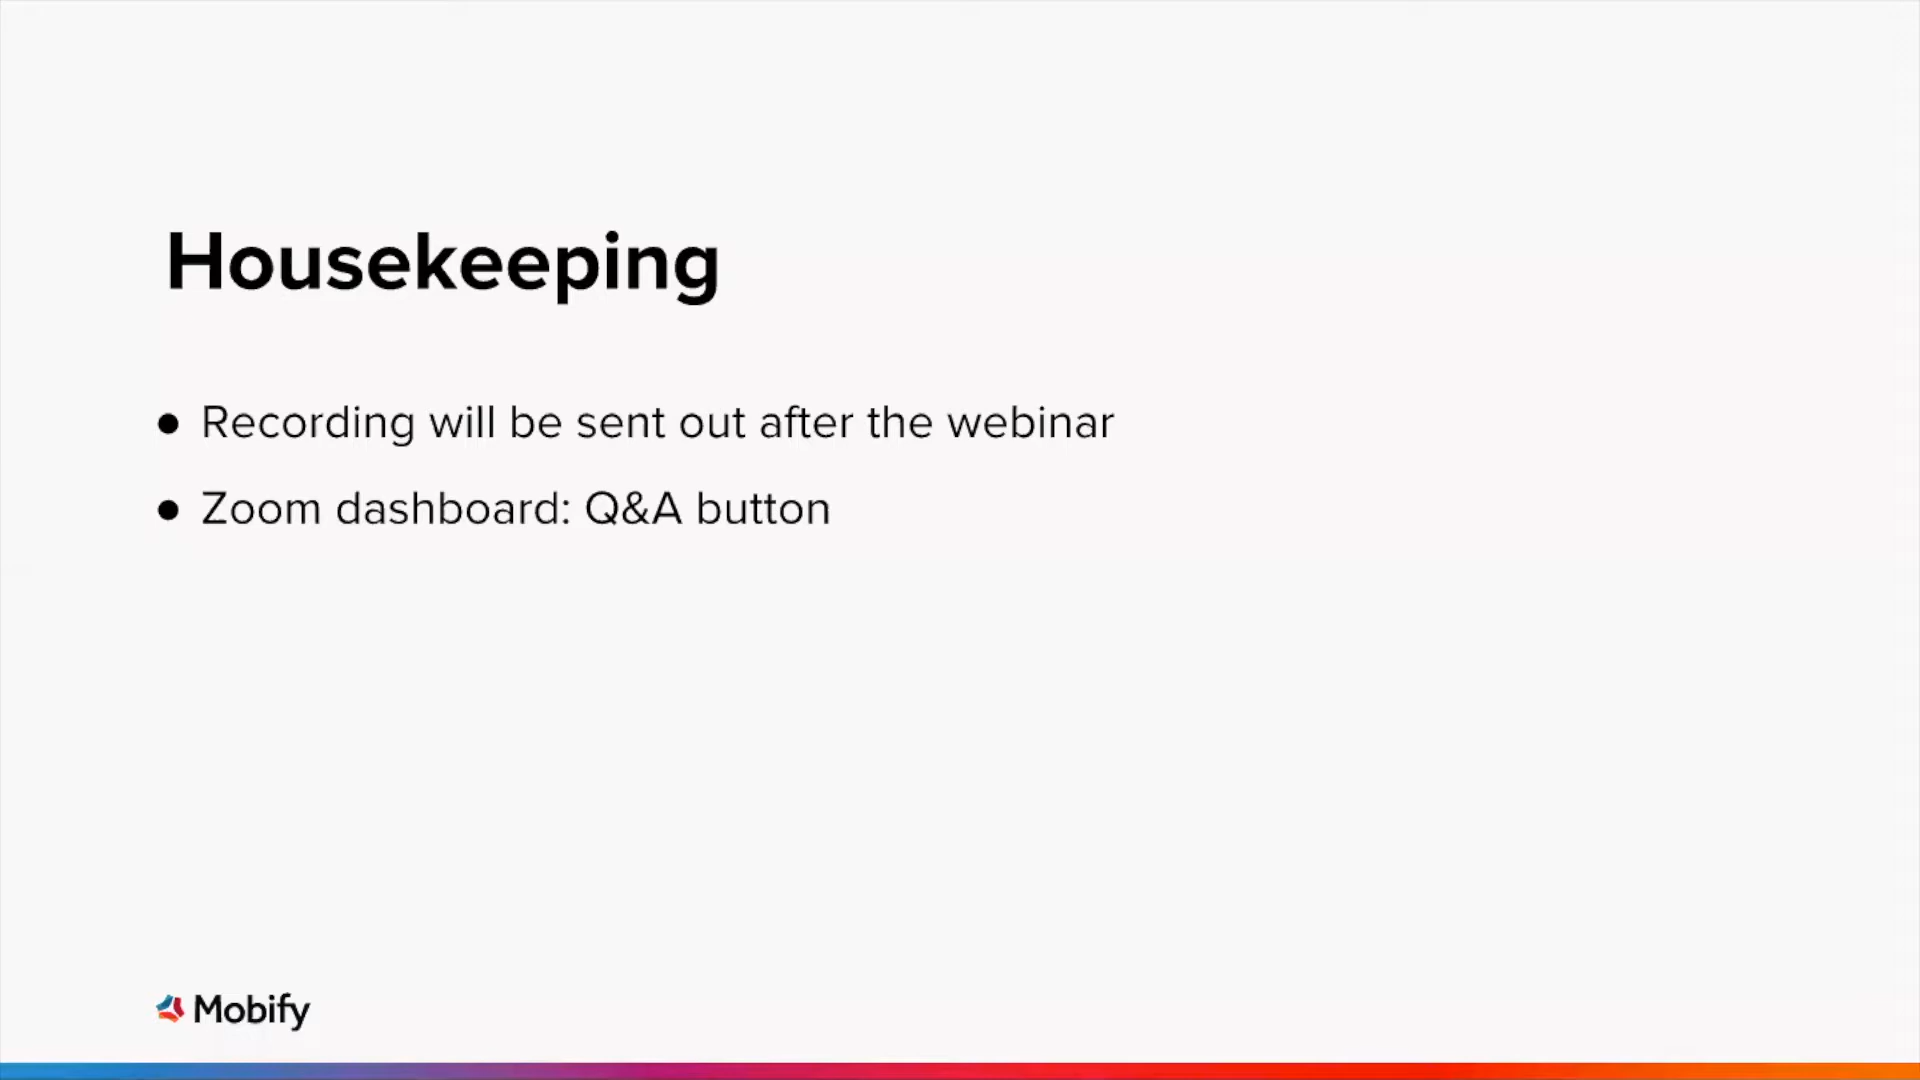 Housekeeping
● Recording will be sent out after the webinar
● Zoom dashboard: Q&A button
Mobify